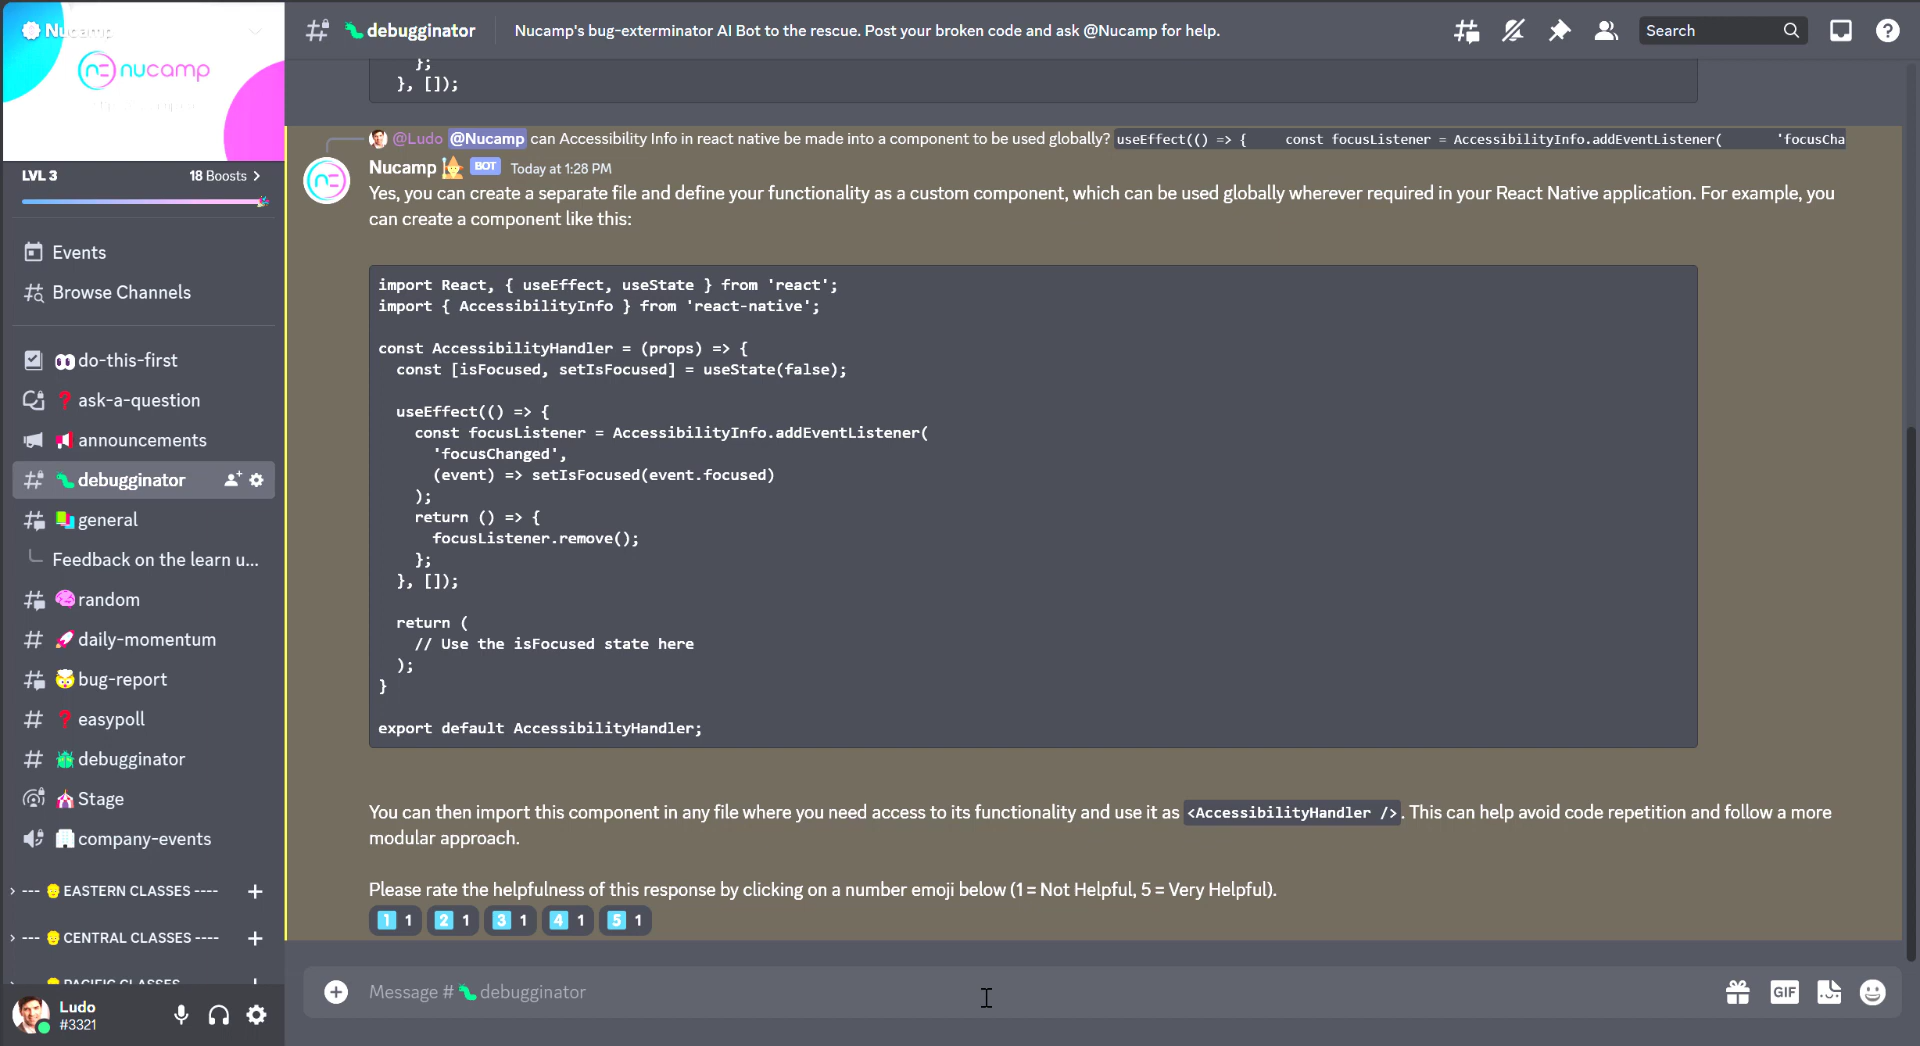 Nucamp
nucamp
LVL 3
18 Boosts
Events
Browse Channels
do-this-first
ask-a-question
announcements
debugginator
general
Feedback on the learn u...
random
daily-momentum
bug-report
easypoll
debugginator
Stage
company-events
--- EASTERN CLASSES ----
--- CENTRAL CLASSES ----
PACIFIC CLASSES
Ludo
#3321
debugginator
Nucamp's bug-exterminator AI Bot to the rescue. Post your broken code and ask @Nucamp for help.
Search
};
}, []);
@Ludo @Nucamp can Accessibility Info in react native be made into a component to be used globally? useEffect(() => { const focusListener = AccessibilityInfo.addEventListener( 'focusCha
Nucamp BOT Today at 1:28 PM
Yes, you can create a separate file and define your functionality as a custom component, which can be used globally wherever required in your React Native application. For example, you
can create a component like this:
import React, { useEffect, useState } from 'react';
import { AccessibilityInfo } from 'react-native';
const AccessibilityHandler = (props) => {
const [isFocused, setIsFocused] = useState(false);
useEffect(() => {
const focusListener = AccessibilityInfo.addEventListener(
'focusChanged',
(event) => setIsFocused(event.focused)
);
return () => {
focusListener.remove();
};
}, []);
return (
// Use the isFocused state here
);
}
export default AccessibilityHandler;
You can then import this component in any file where you need access to its functionality and use it as <AccessibilityHandler />. This can help avoid code repetition and follow a more
modular approach.
Please rate the helpfulness of this response by clicking on a number emoji below (1 = Not Helpful, 5 = Very Helpful).
1 1 2 1 3 1 4 1 5 1
Message # debugginator
GIF